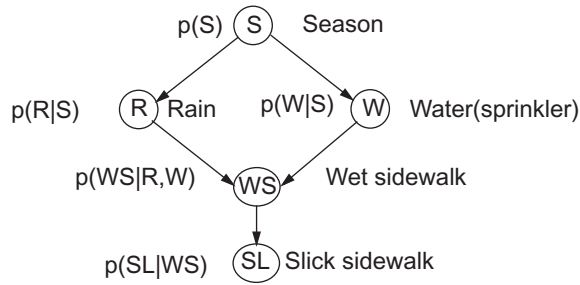 p(S) S Season
p(R|S) R Rain p(W|S) W Water(sprinkler)
p(WS|R,W) WS Wet sidewalk
p(SL|WS) SL Slick sidewalk